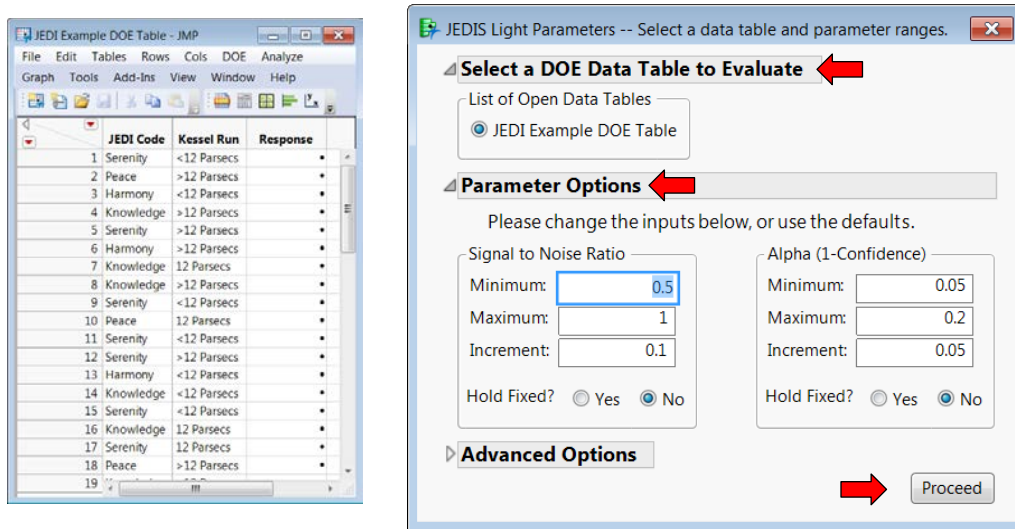 JEDI Example DOE Table - JMP
File Edit Tables Rows Cols DOE Analyze
Graph Tools Add-Ins View Window Help
JEDI Code Kessel Run Response
1 Serenity <12 Parsecs
2 Peace >12 Parsecs
3 Harmony <12 Parsecs
4 Knowledge >12 Parsecs
5 Serenity >12 Parsecs
6 Harmony >12 Parsecs
7 Knowledge 12 Parsecs
8 Knowledge >12 Parsecs
9 Serenity <12 Parsecs
10 Peace 12 Parsecs
11 Serenity <12 Parsecs
12 Serenity >12 Parsecs
13 Harmony <12 Parsecs
14 Knowledge <12 Parsecs
15 Serenity <12 Parsecs
16 Knowledge 12 Parsecs
17 Serenity 12 Parsecs
18 Peace >12 Parsecs
19
JEDIS Light Parameters -- Select a data table and parameter ranges.
Select a DOE Data Table to Evaluate
List of Open Data Tables
JEDI Example DOE Table
Parameter Options
Please change the inputs below, or use the defaults.
Signal to Noise Ratio
Minimum: 0.5
Maximum: 1
Increment: 0.1
Hold Fixed? Yes No
Alpha (1-Confidence)
Minimum: 0.05
Maximum: 0.2
Increment: 0.05
Hold Fixed? Yes No
Advanced Options
Proceed